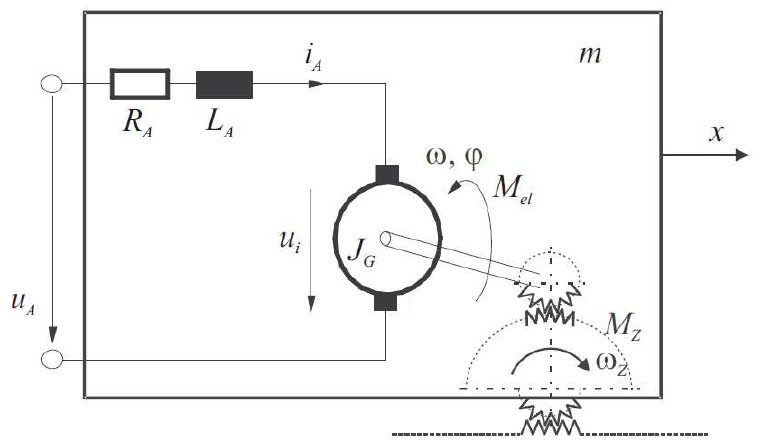 i_A
m
R_A
L_A
x
ω, φ
M_el
u_i
J_G
u_A
M_Z
ω_Z